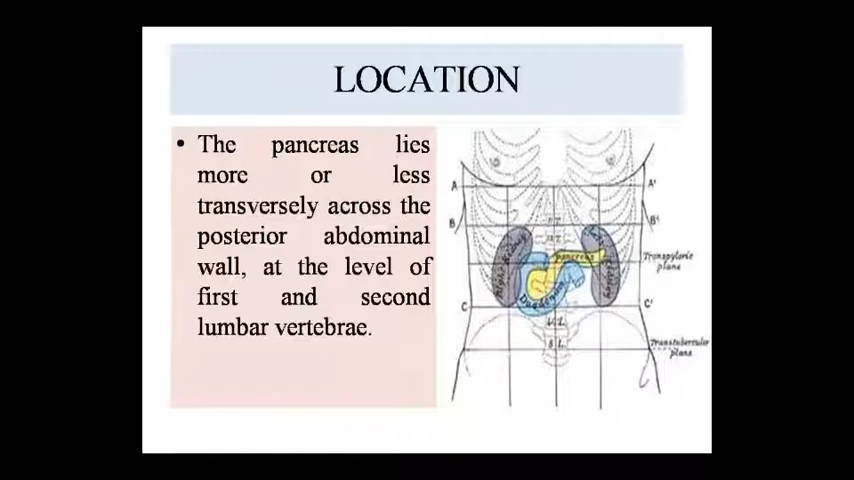 LOCATION
• The pancreas lies
more or less
transversely across the
posterior abdominal
wall, at the level of
first and second
lumbar vertebrae.
A A'
B B'
Transpyloric
plane
pancreas
Duodenum
C C'
Transtubercular
plane